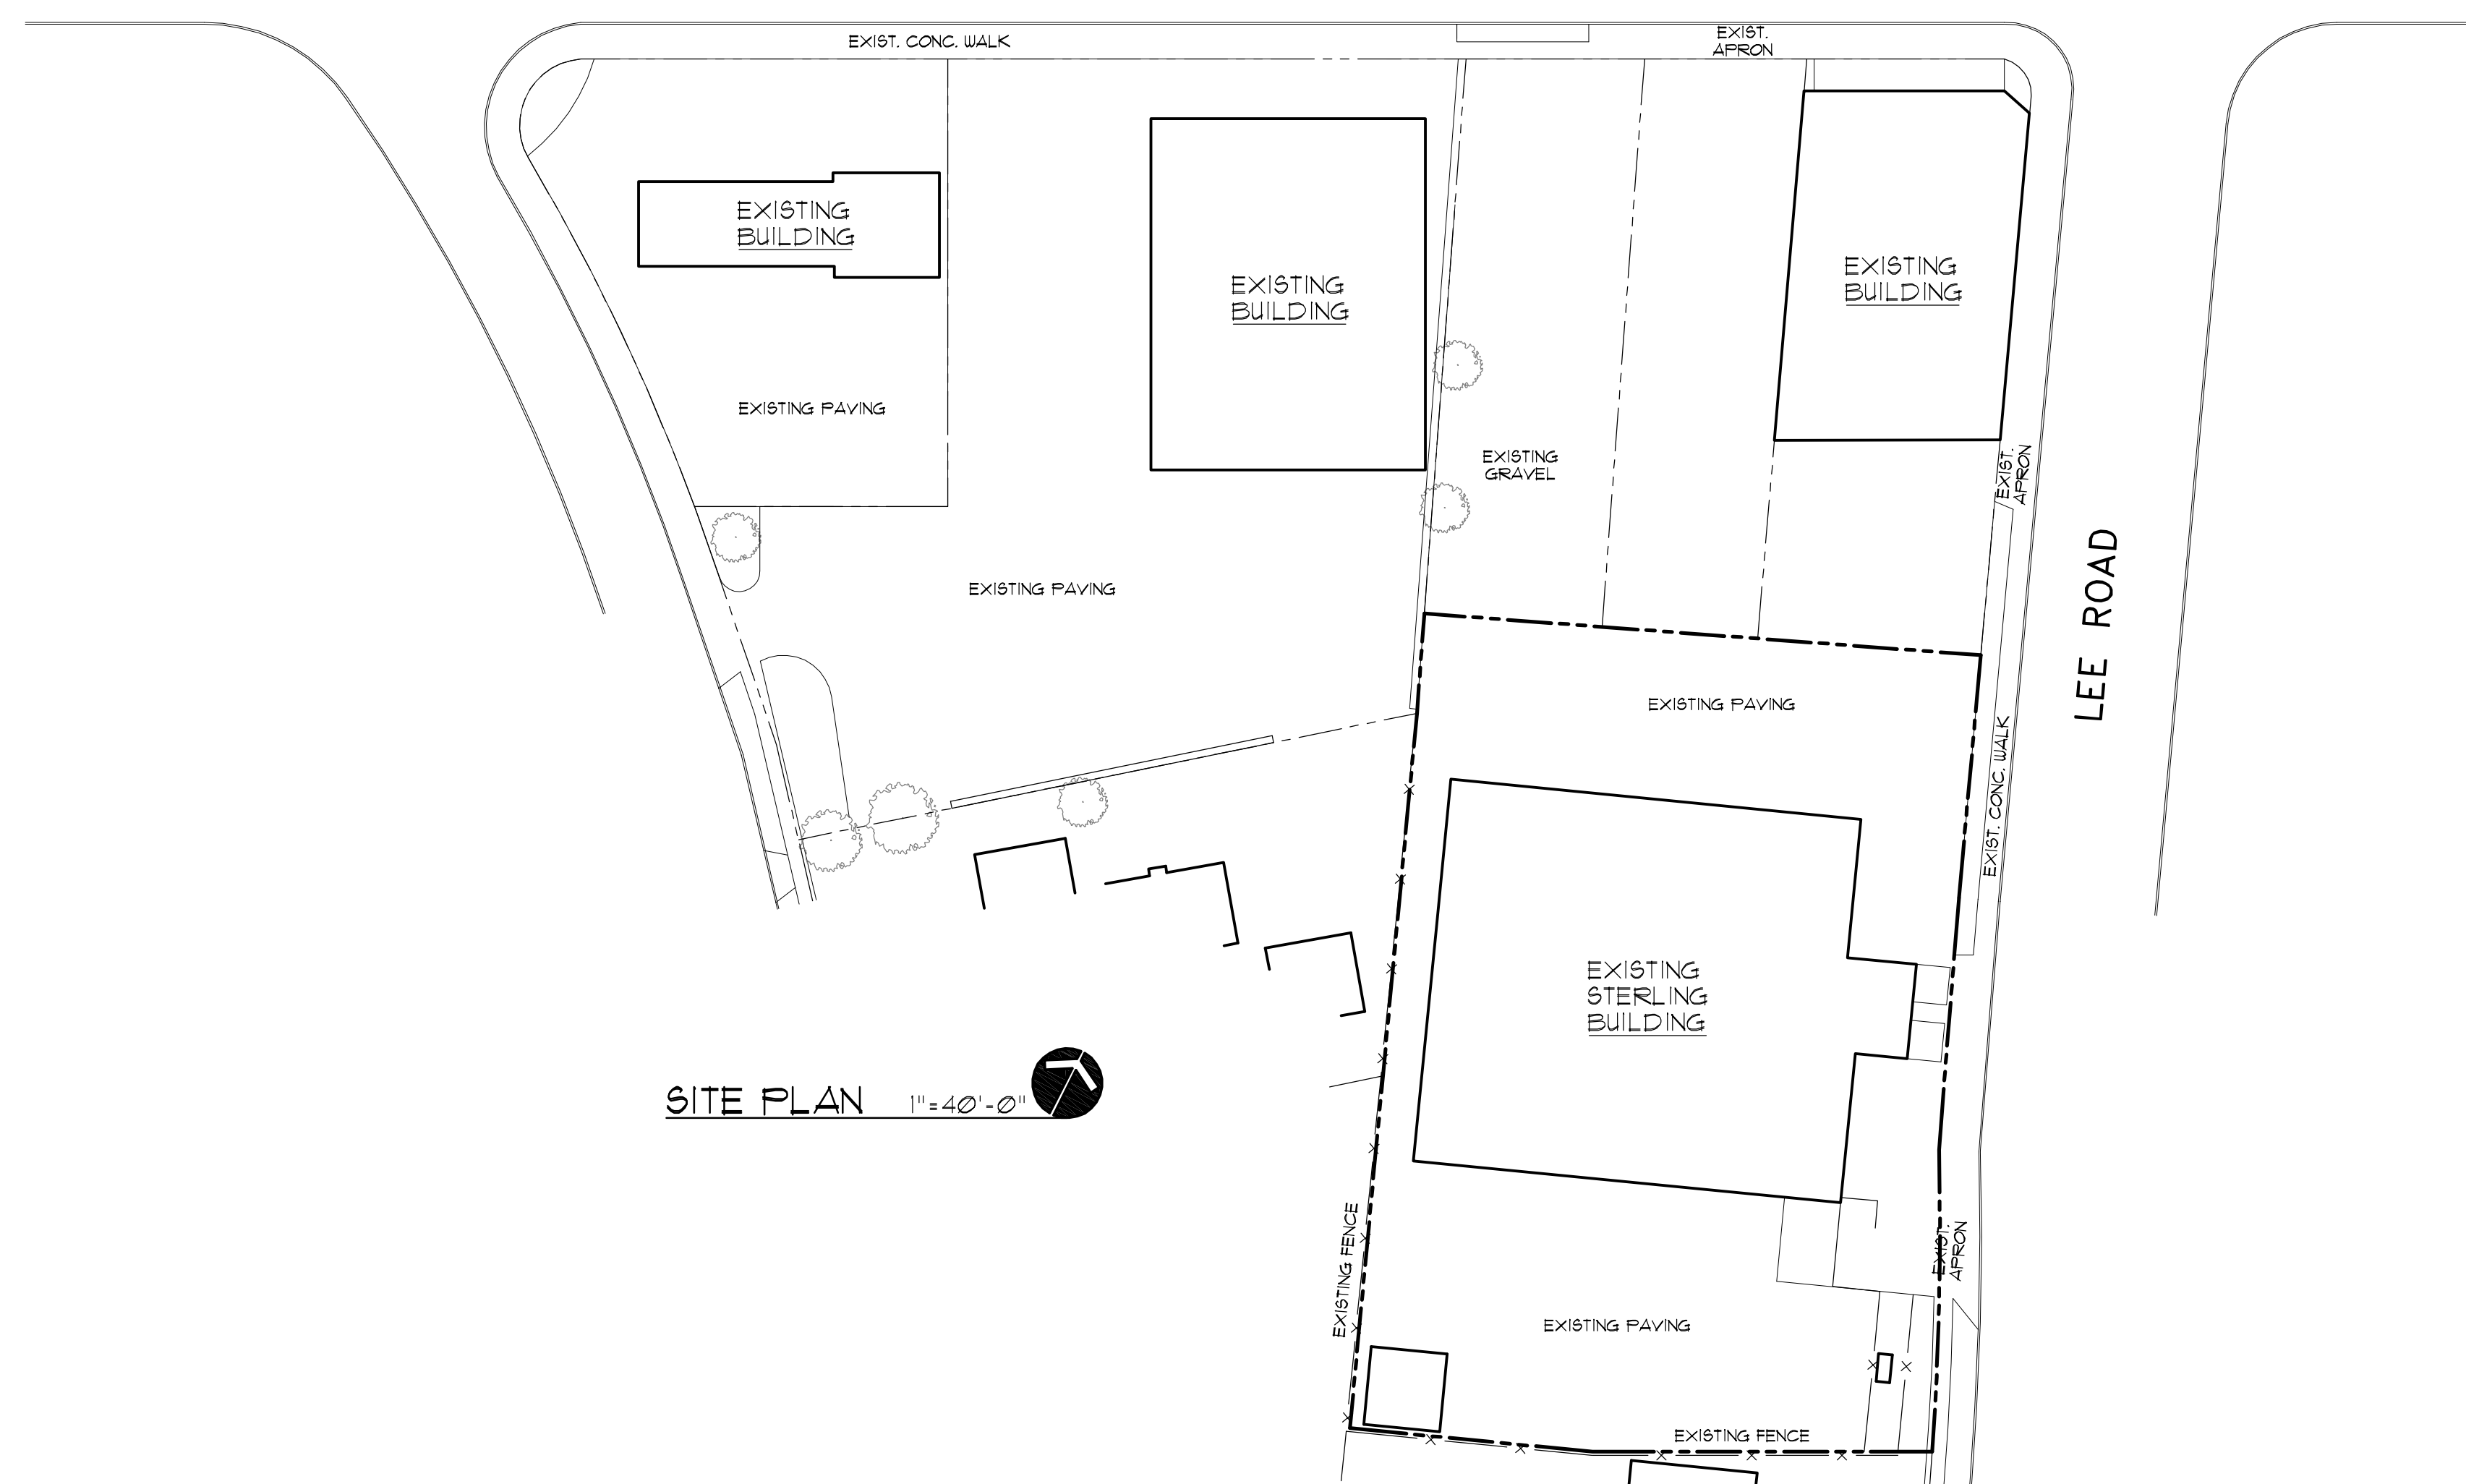 EXIST. CONC. WALK
EXIST.
APRON
EXISTING
BUILDING
EXISTING
BUILDING
EXISTING
BUILDING
EXISTING PAVING
EXISTING
GRAVEL
EXIST.
APRON
EXISTING PAVING
LEE ROAD
EXISTING PAVING
EXIST. CONC. WALK
EXISTING
STERLING
BUILDING
SITE PLAN 1"=40'-0"
EXISTING FENCE
EXIST.
APRON
EXISTING PAVING
EXISTING FENCE